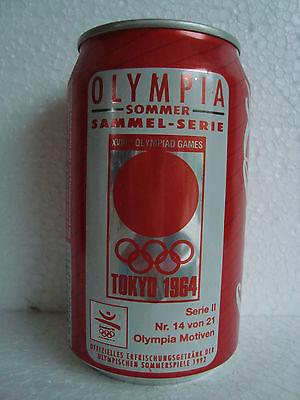 OLYMPIA
SOMMER
SAMMEL-SERIE
OLYMPIAD GAMES
TOKYO 1964
Serie II
Nr. 14 von 21
Olympia Motiven
OFFIZIELLES ERFRISCHUNGSGETRÄNK DER
OLYMPISCHEN SOMMERSPIELE 1992